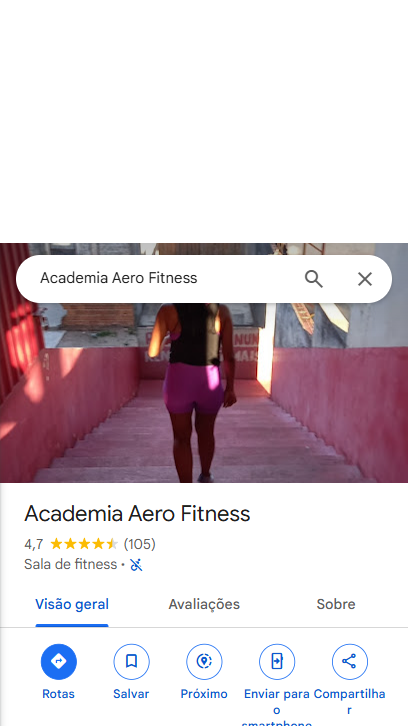 Academia Aero Fitness
NUN
MAIS
Academia Aero Fitness
4,7 (105)
Sala de fitness ·
Visão geral
Avaliações
Sobre
Rotas
Salvar
Próximo
Enviar para
o
smartphone
Compartilha
r